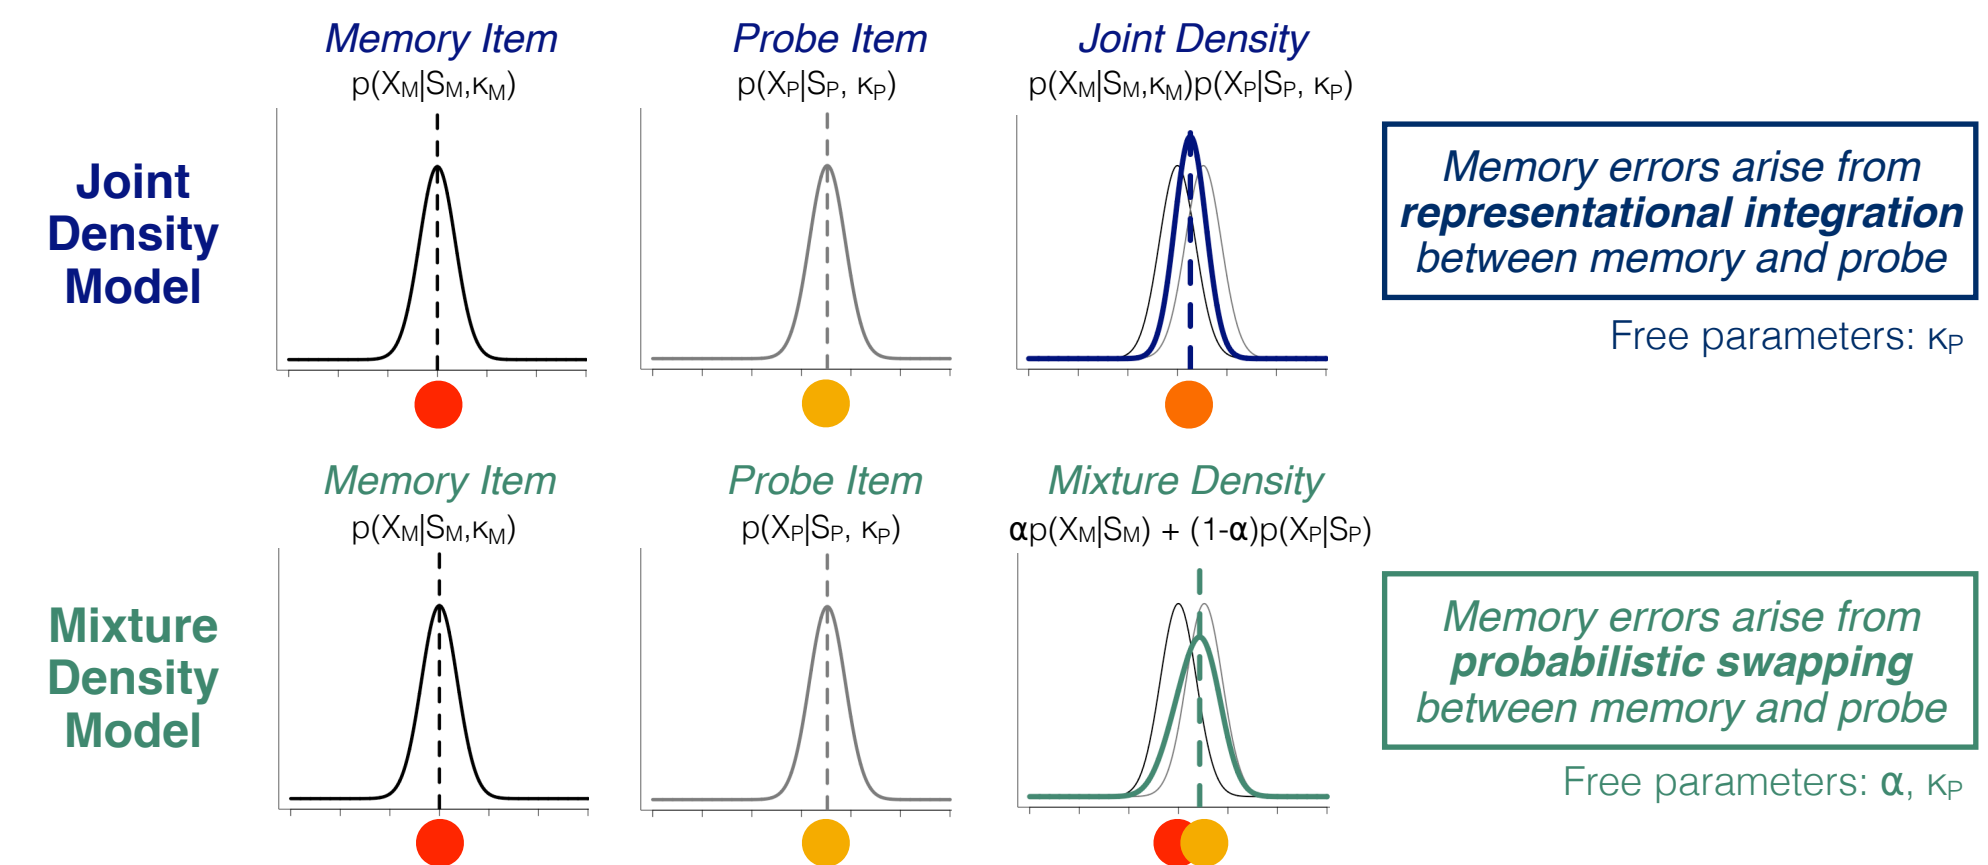 Memory Item
Probe Item
Joint Density
p(XM|SM,κM)
p(XP|SP, κP)
p(XM|SM,κM)p(XP|SP, κP)
Joint
Density
Model
Memory errors arise from
representational integration
between memory and probe
Free parameters: κP
Memory Item
Probe Item
Mixture Density
p(XM|SM,κM)
p(XP|SP, κP)
αp(XM|SM) + (1-α)p(XP|SP)
Mixture
Density
Model
Memory errors arise from
probabilistic swapping
between memory and probe
Free parameters: α, κP